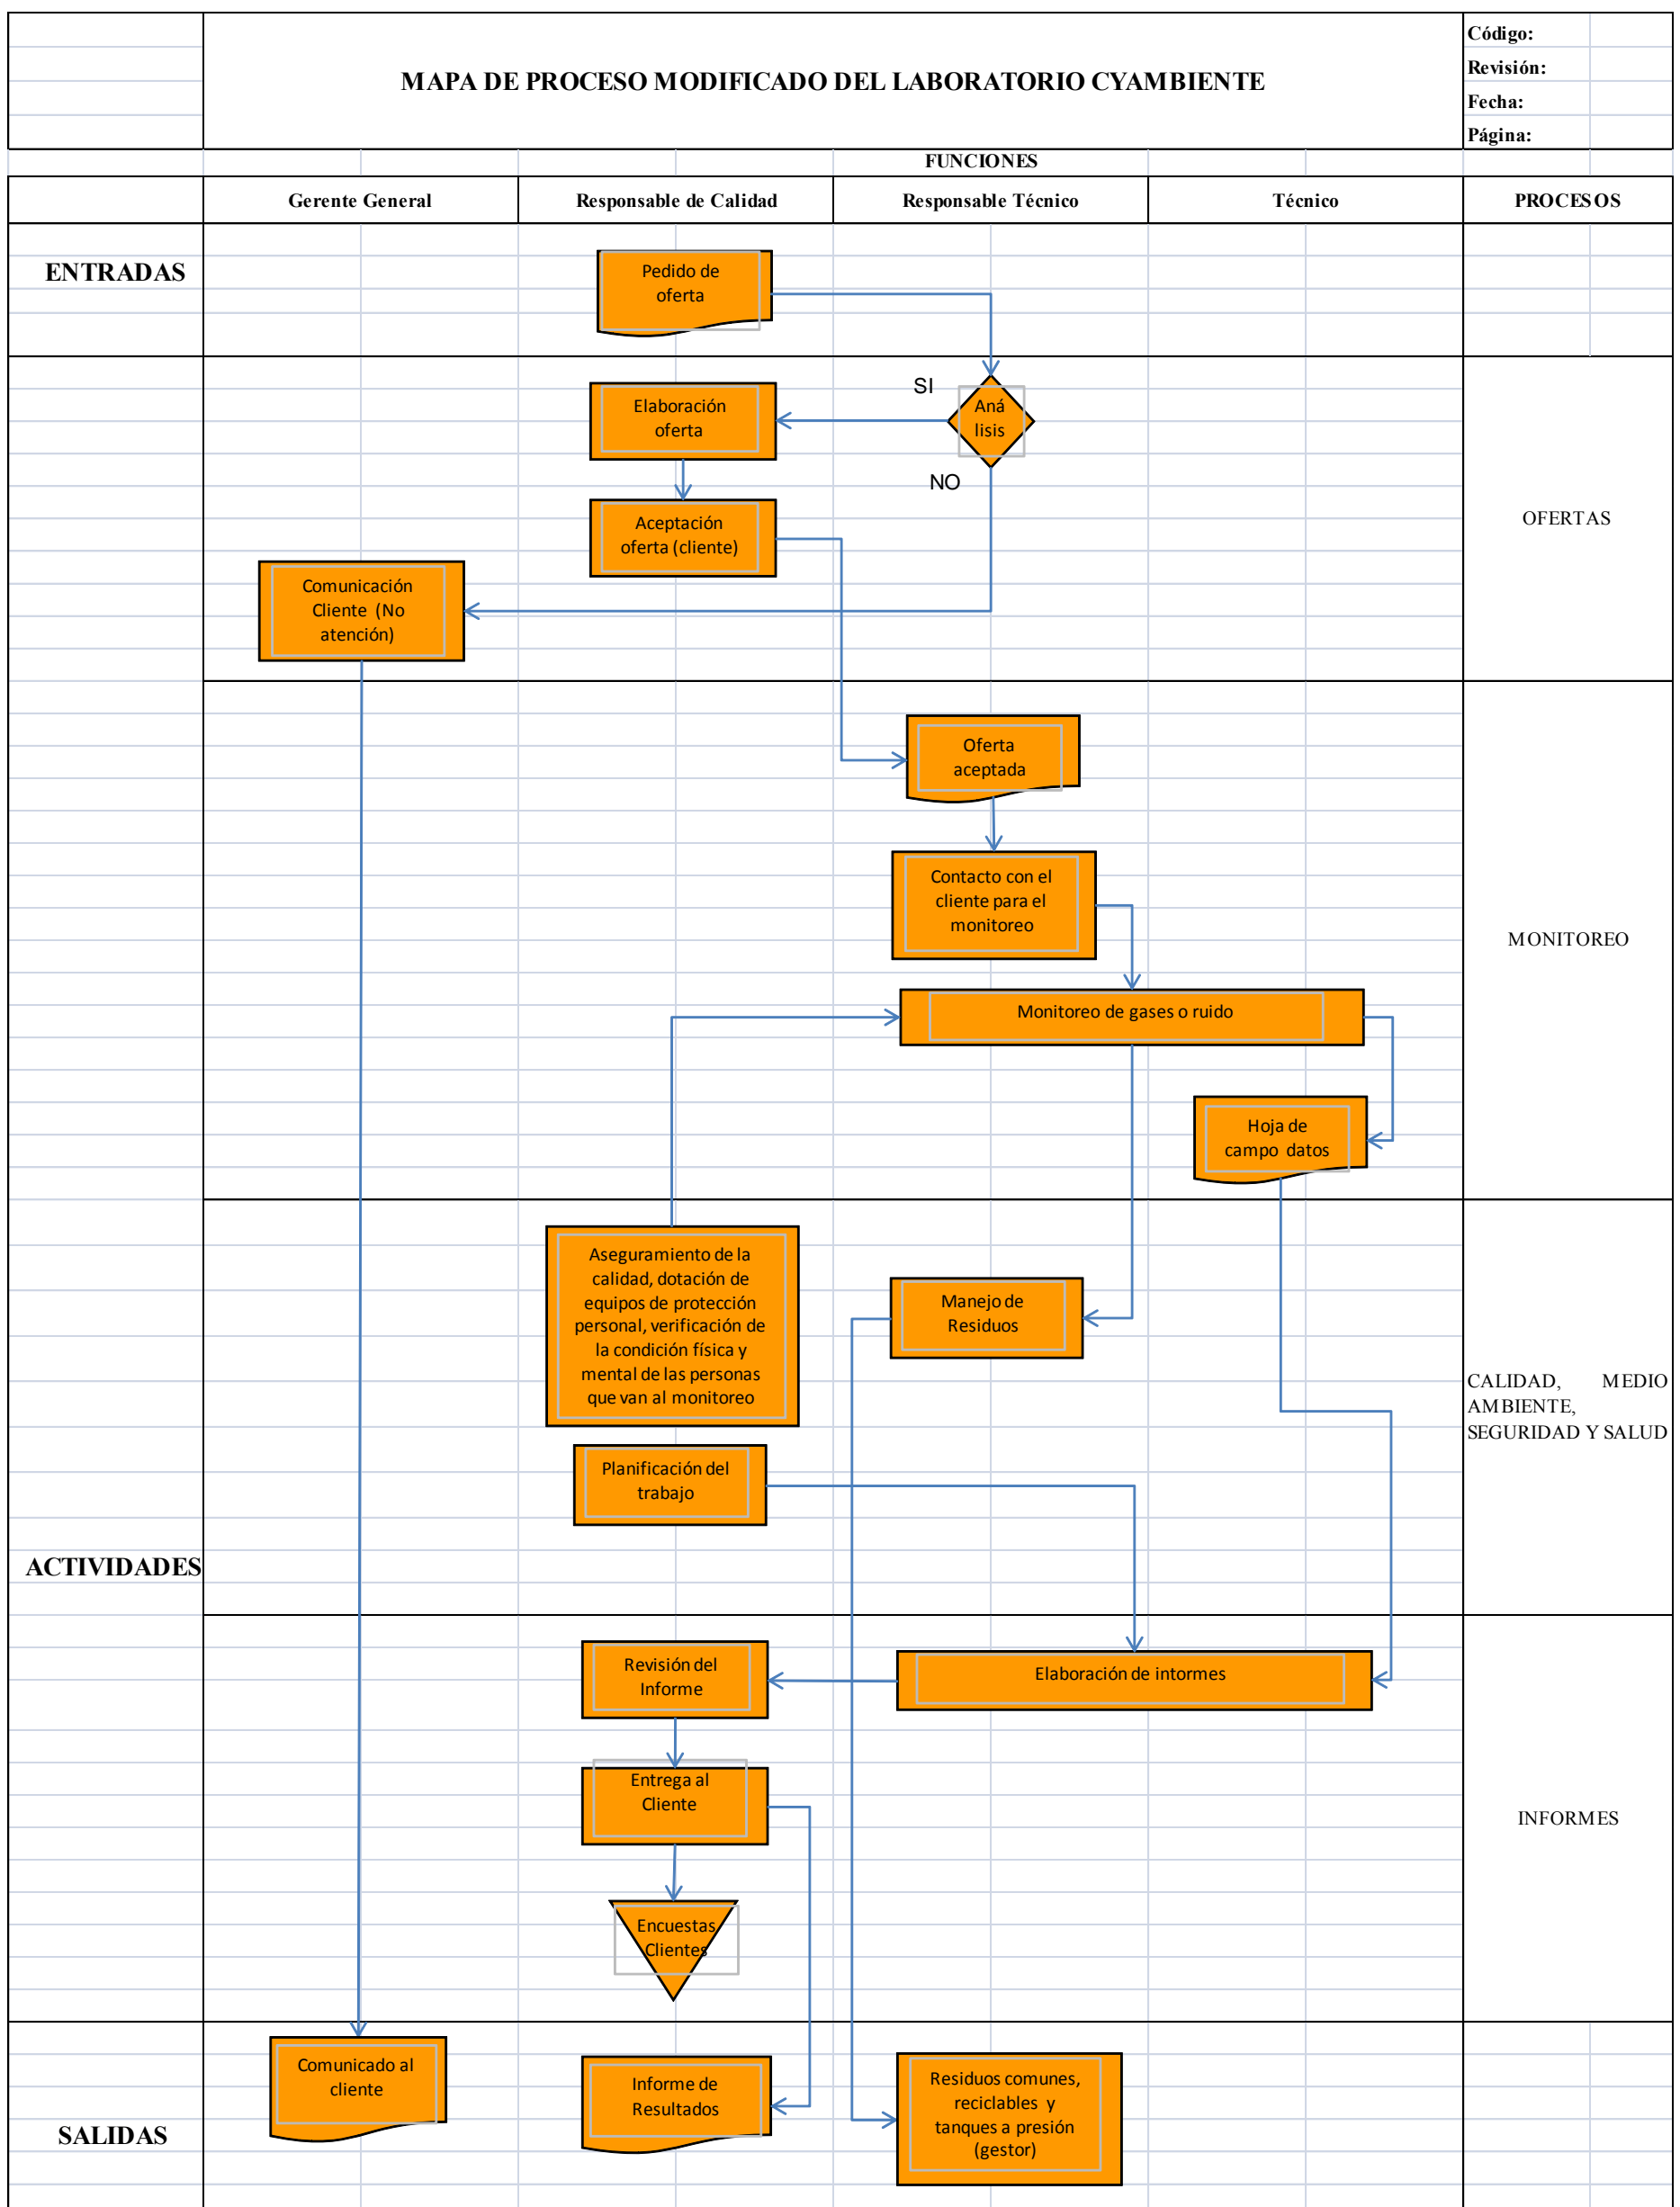 MAPA DE PROCESO MODIFICADO DEL LABORATORIO CYAMBIENTE
Código:
Revisión:
Fecha:
Página:
FUNCIONES
Gerente General
Responsable de Calidad
Responsable Técnico
Técnico
PROCESOS
ENTRADAS
Pedido de
oferta
SI
Aná
lisis
Elaboración
oferta
NO
Aceptación
oferta (cliente)
OFERTAS
Comunicación
Cliente (No
atención)
Oferta
aceptada
Contacto con el
cliente para el
monitoreo
MONITOREO
Monitoreo de gases o ruido
Hoja de
campo datos
Aseguramiento de la
calidad, dotación de
equipos de protección
personal, verificación de
la condición física y
mental de las personas
que van al monitoreo
Manejo de
Residuos
CALIDAD, MEDIO
AMBIENTE,
SEGURIDAD Y SALUD
Planificación del
trabajo
ACTIVIDADES
Revisión del
Informe
Elaboración de intormes
Entrega al
Cliente
INFORMES
Encuestas
Clientes
SALIDAS
Comunicado al
cliente
Informe de
Resultados
Residuos comunes,
reciclables y
tanques a presión
(gestor)